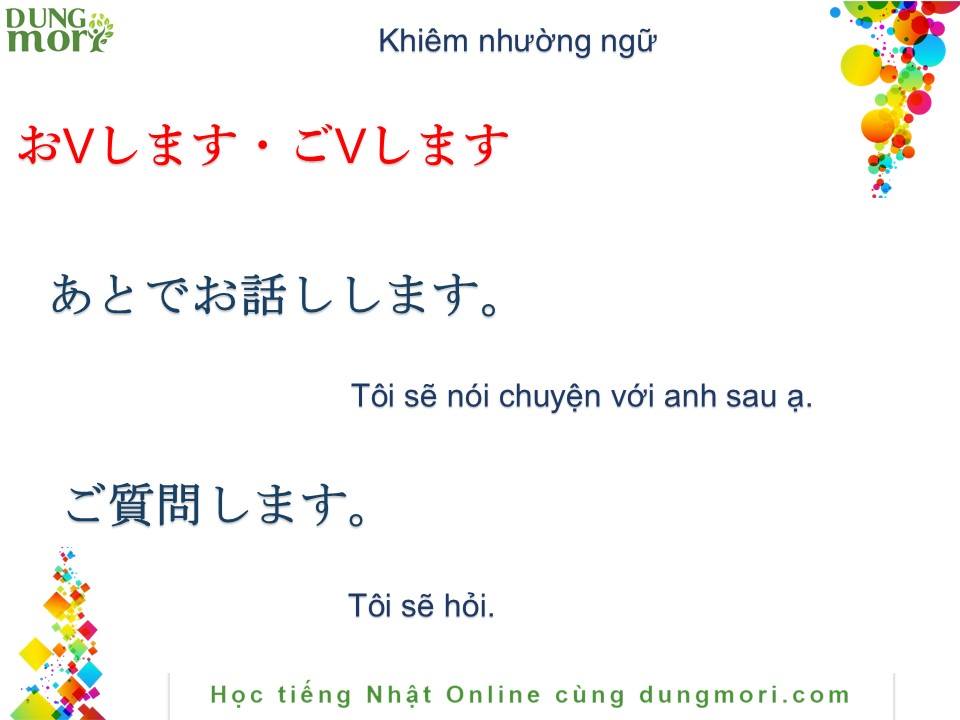 DUNG
mori
Khiêm nhường ngữ
おVします・ごVします
あとでお話しします。
Tôi sẽ nói chuyện với anh sau ạ.
ご質問します。
Tôi sẽ hỏi.
Học tiếng Nhật Online cùng dungmori.com